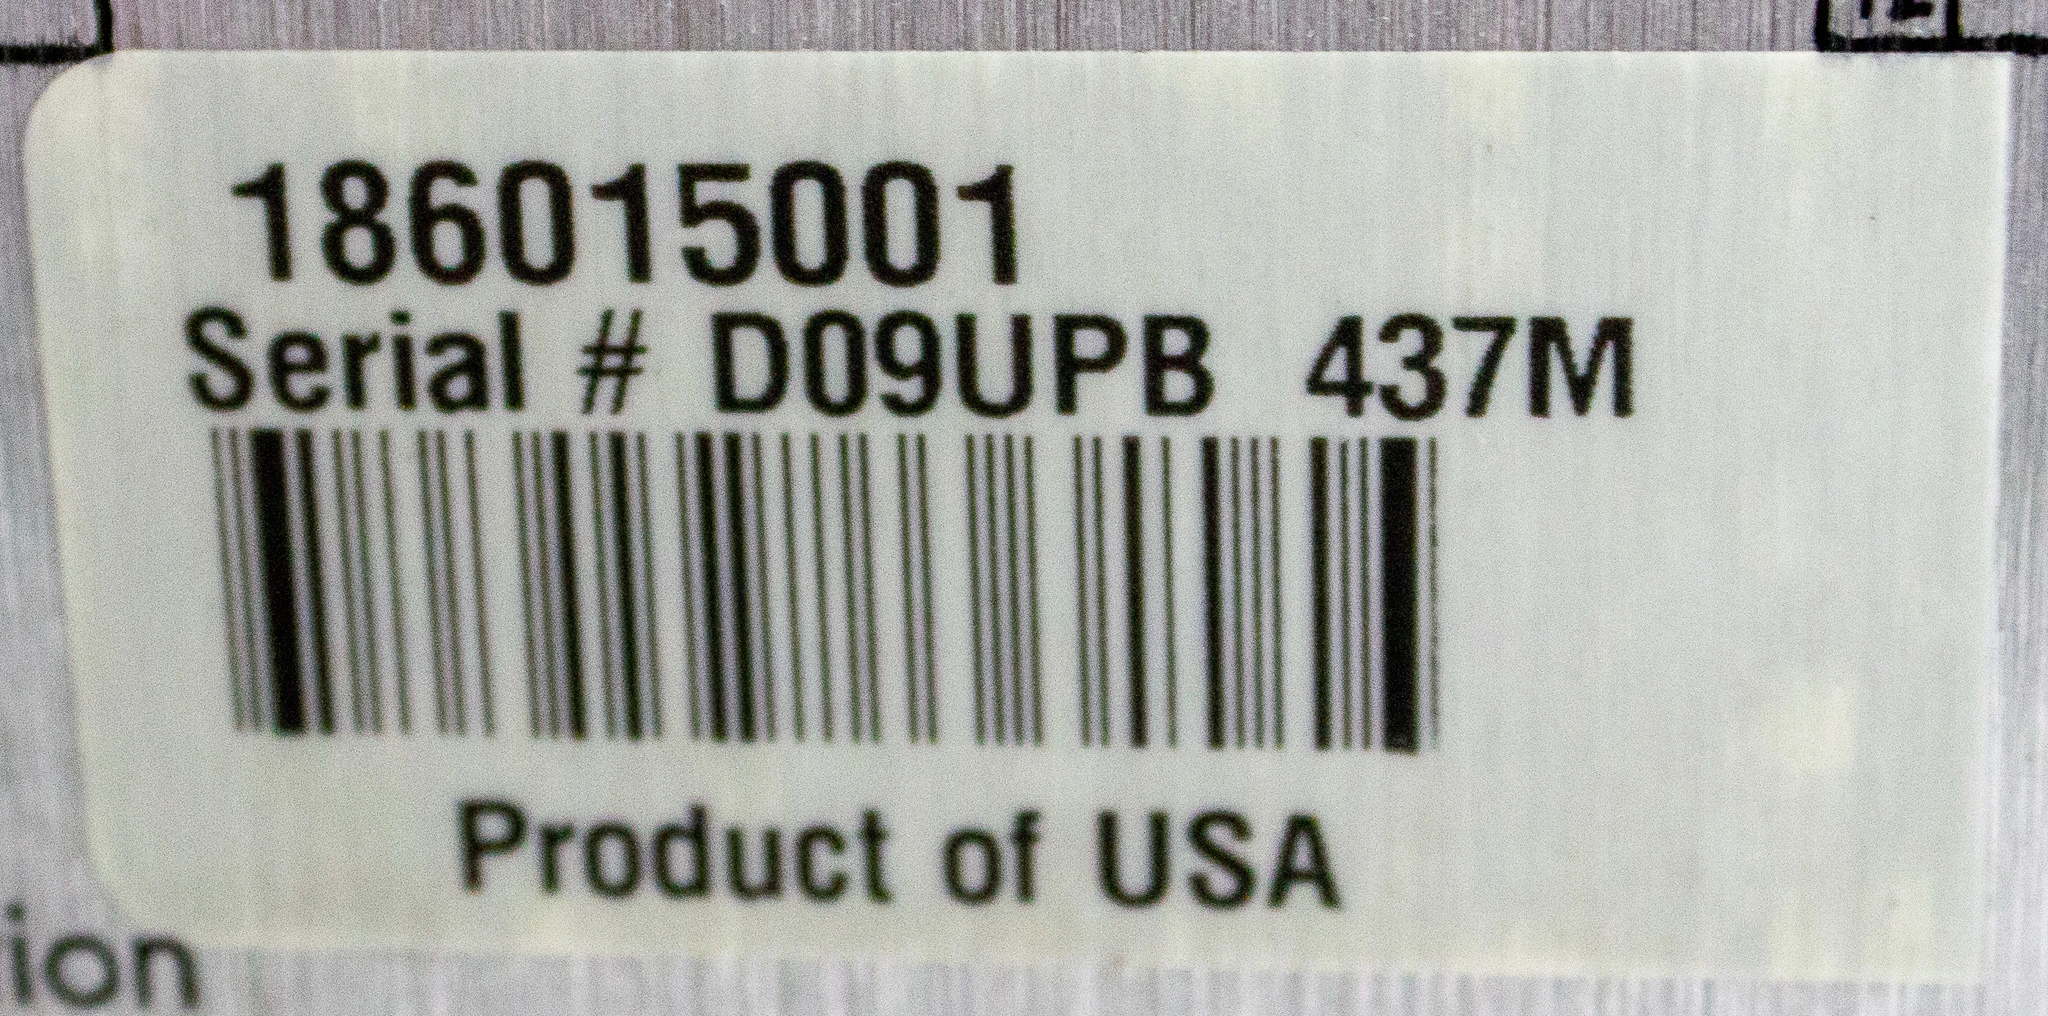 186015001
Serial # D09UPB 437M
Product of USA
ion